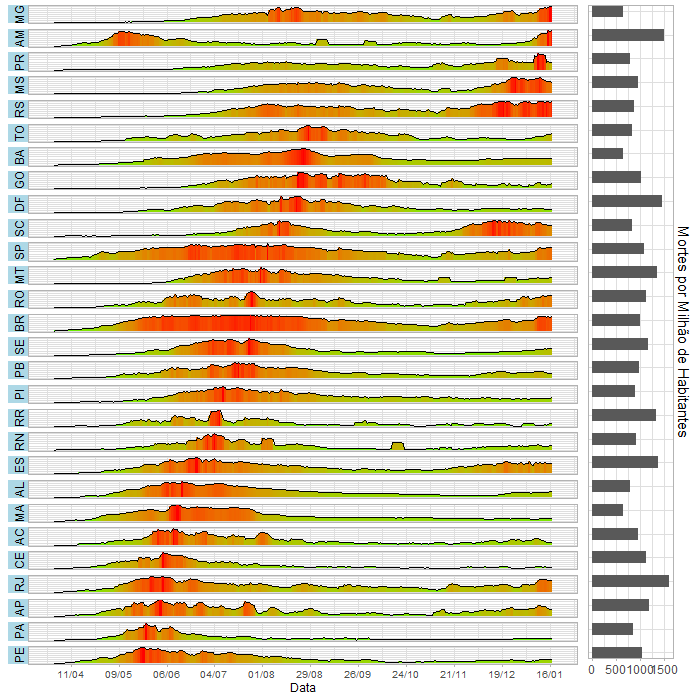 MG
AM
PR
MS
RS
TO
BA
GO
DF
SC
SP
MT
RO
BR
SE
PB
PI
RR
RN
ES
AL
MA
AC
CE
RJ
AP
PA
PE
11/04 09/05 06/06 04/07 01/08 29/08 26/09 24/10 21/11 19/12 16/01
Data
0 500 1000 1500
Mortes por Milhão de Habitantes